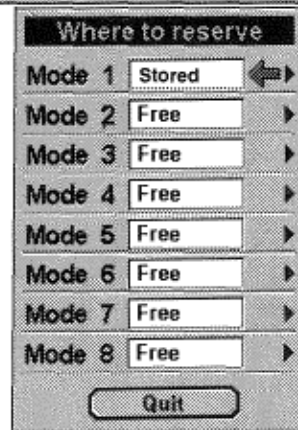 Where to reserve
Mode 1 Stored
Mode 2 Free
Mode 3 Free
Mode 4 Free
Mode 5 Free
Mode 6 Free
Mode 7 Free
Mode 8 Free
Quit